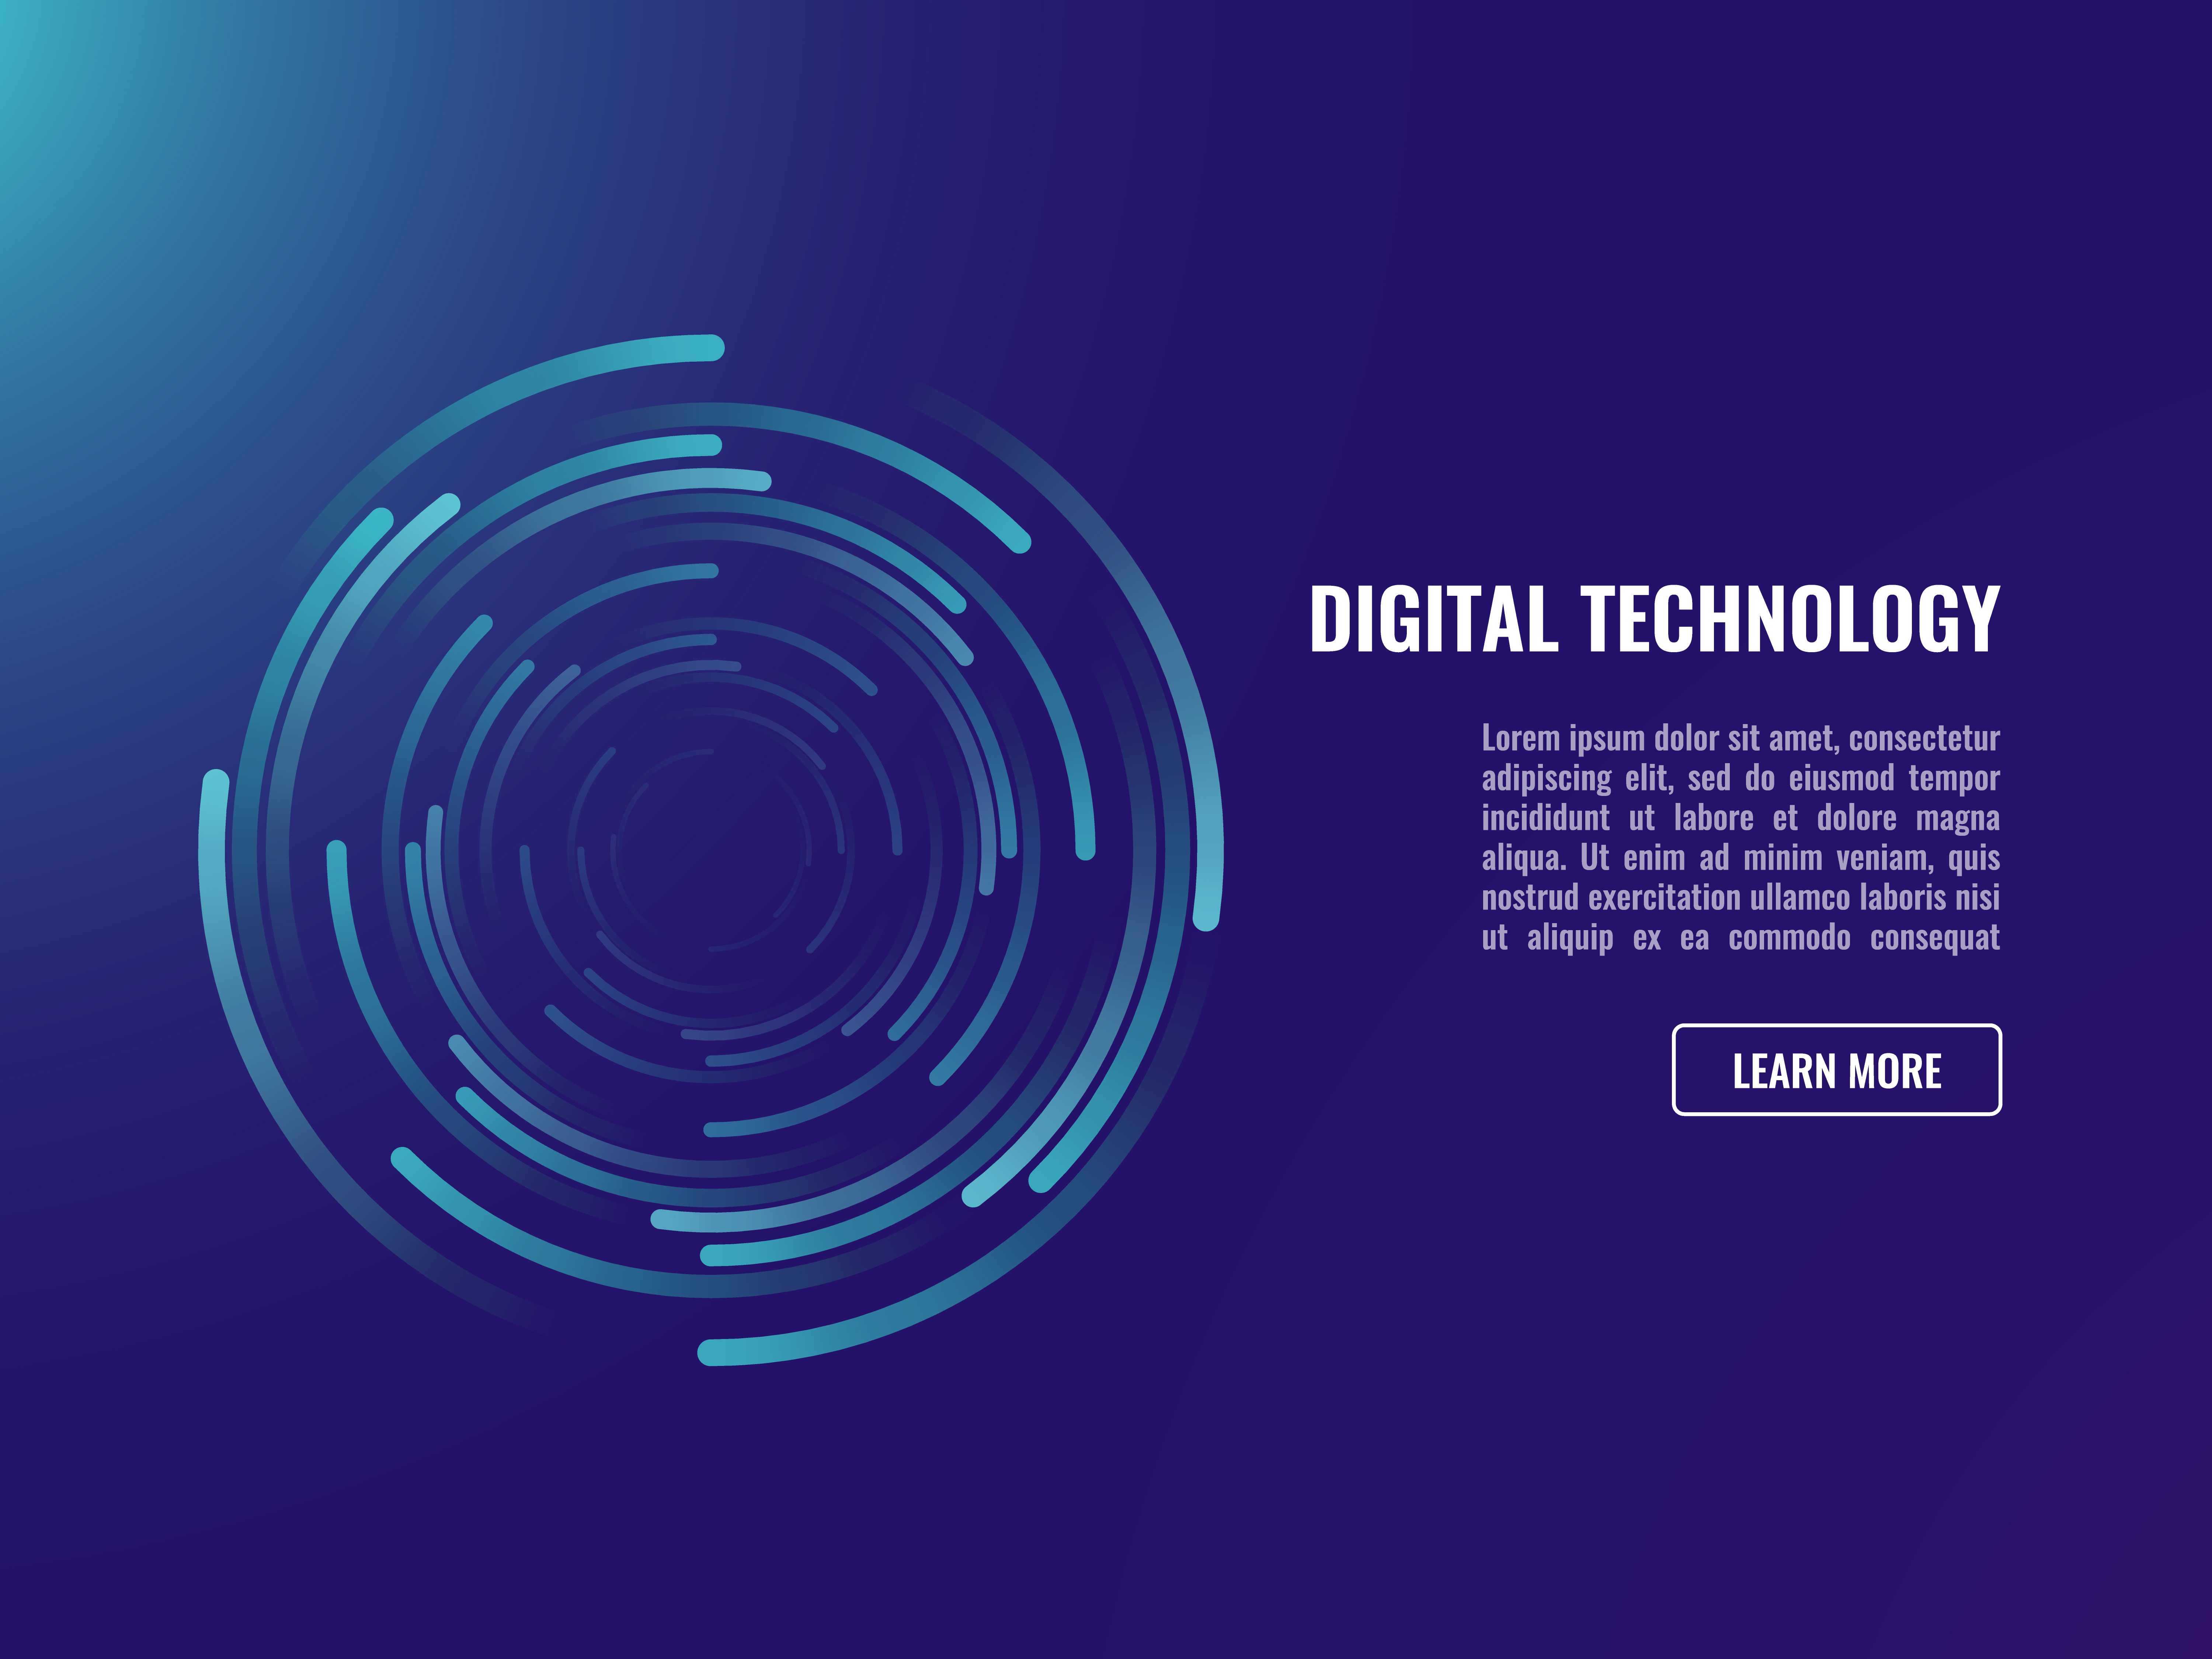 DIGITAL TECHNOLOGY
Lorem ipsum dolor sit amet, consectetur
adipiscing elit, sed do eiusmod tempor
incididunt ut labore et dolore magna
aliqua. Ut enim ad minim veniam, quis
nostrud exercitation ullamco laboris nisi
ut aliquip ex ea commodo consequat
LEARN MORE